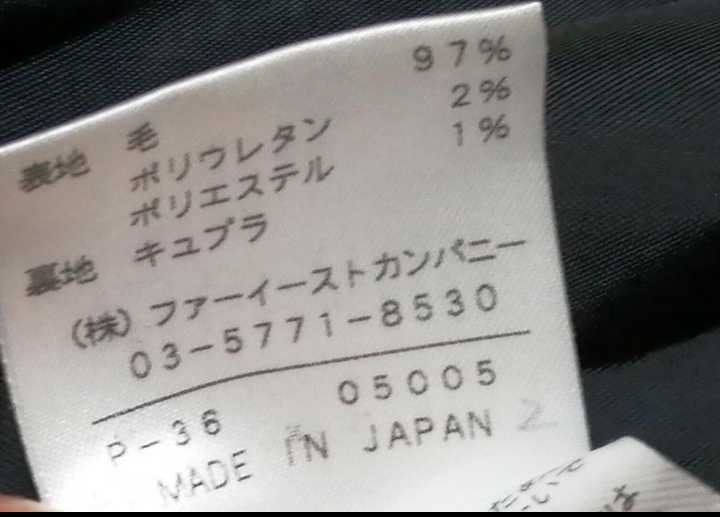 表地 毛 97%
ポリウレタン 2%
ポリエステル 1%
裏地 キュプラ
(株)ファーイーストカンパニー
03-5771-8530
P-36 05005
MADE IN JAPAN 2